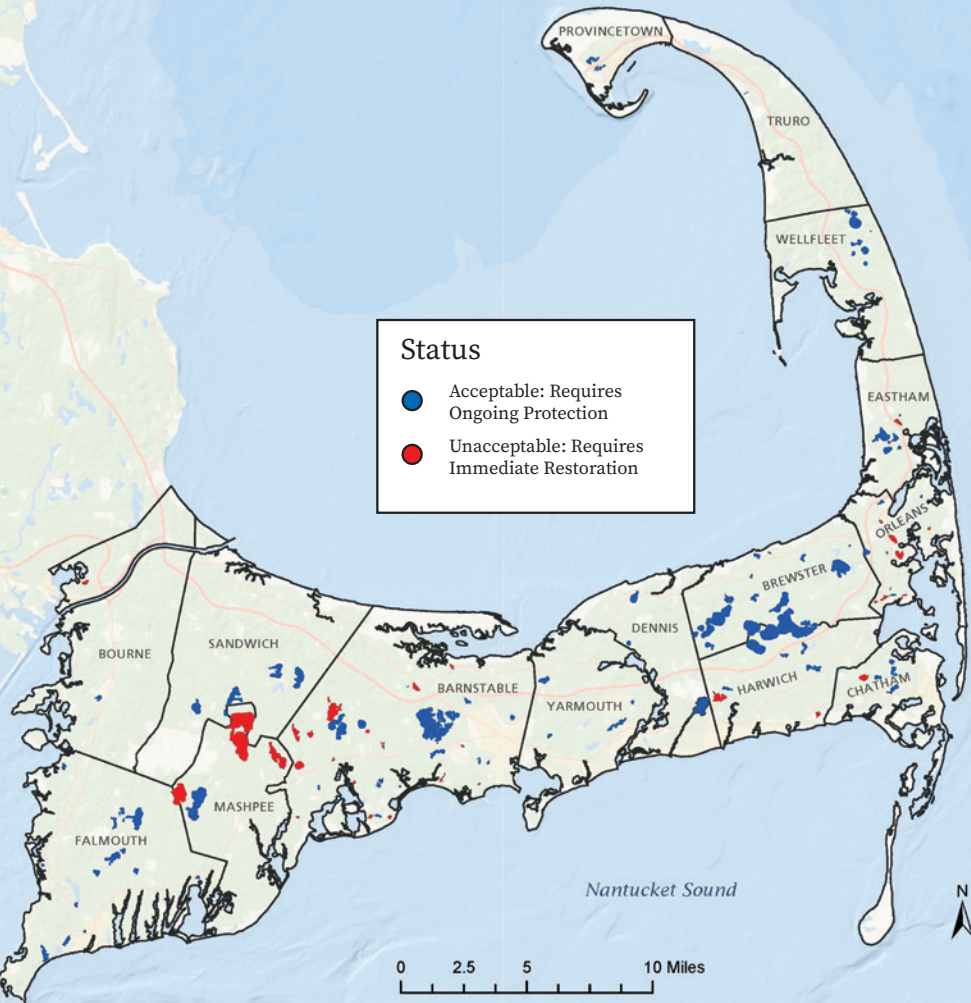 PROVINCETOWN
TRURO
WELLFLEET
Status
Acceptable: Requires
Ongoing Protection
Unacceptable: Requires
Immediate Restoration
EASTHAM
ORLEANS
BREWSTER
DENNIS
SANDWICH
BOURNE
BARNSTABLE
YARMOUTH
HARWICH
CHATHAM
MASHPEE
FALMOUTH
Nantucket Sound
N
0 2.5 5 10 Miles